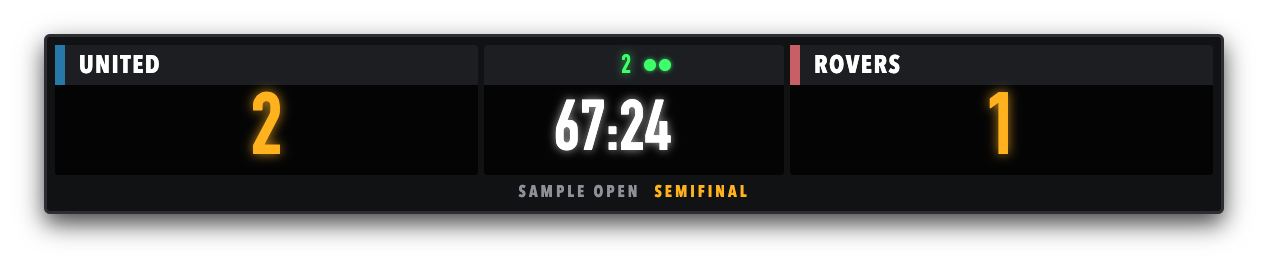 UNITED
2
2
67:24
ROVERS
1
SAMPLE OPEN SEMIFINAL